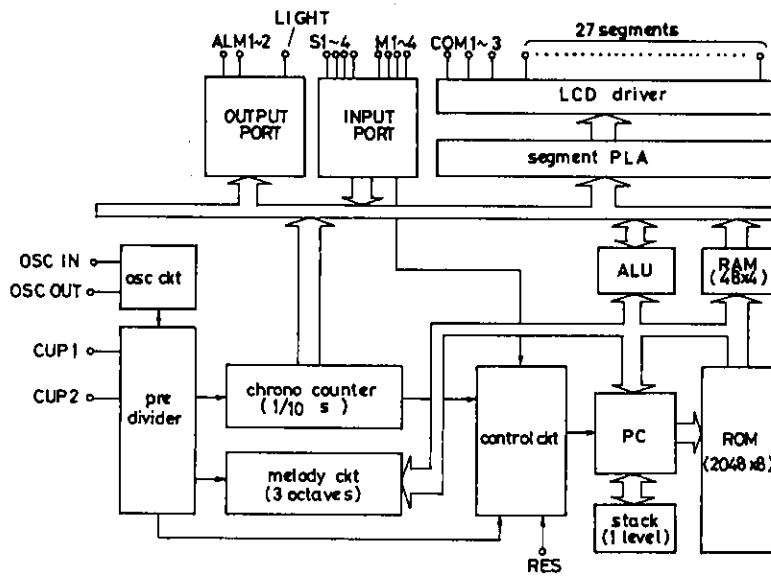 LIGHT
ALM1~2
S1~4
M1~4
COM1~3
27 segments
OUTPUT
PORT
INPUT
PORT
LCD driver
segment PLA
OSC IN
OSC OUT
osc ckt
ALU
RAM
(48x4)
CUP1
CUP2
pre
divider
chrono counter
(1/10 s)
melody ckt
(3 octaves)
control ckt
PC
ROM
(2048x8)
stack
(1 level)
RES